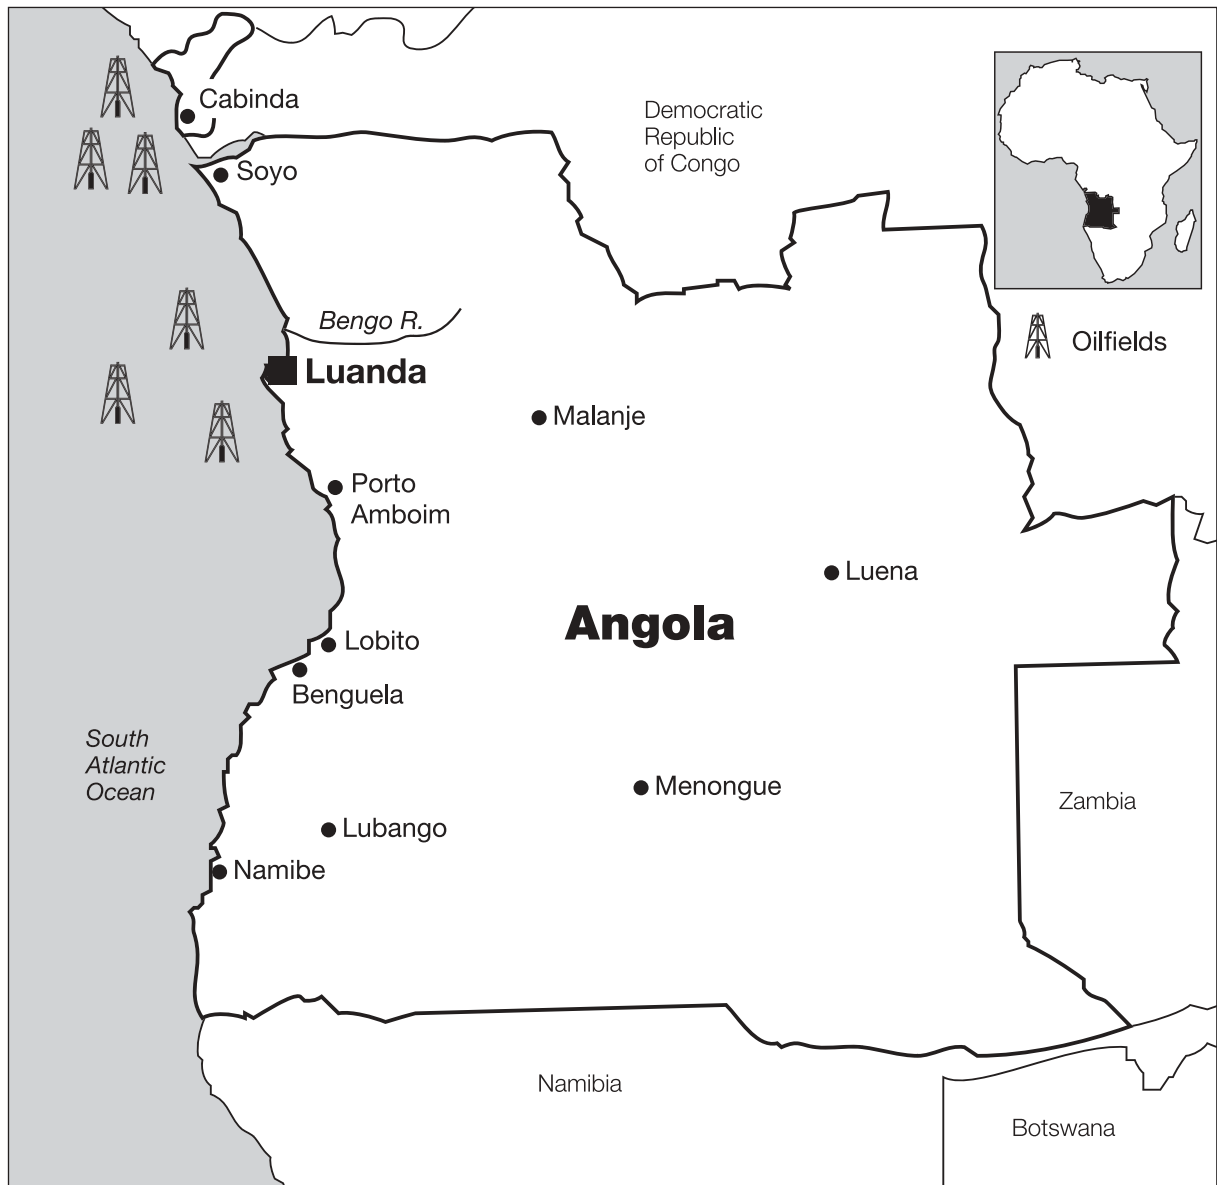 Cabinda
Democratic
Republic
of Congo
Soyo
Bengo R.
Oilfields
Luanda
Malanje
Porto
Amboim
Luena
Angola
Lobito
Benguela
South
Atlantic
Ocean
Menongue
Zambia
Lubango
Namibe
Namibia
Botswana